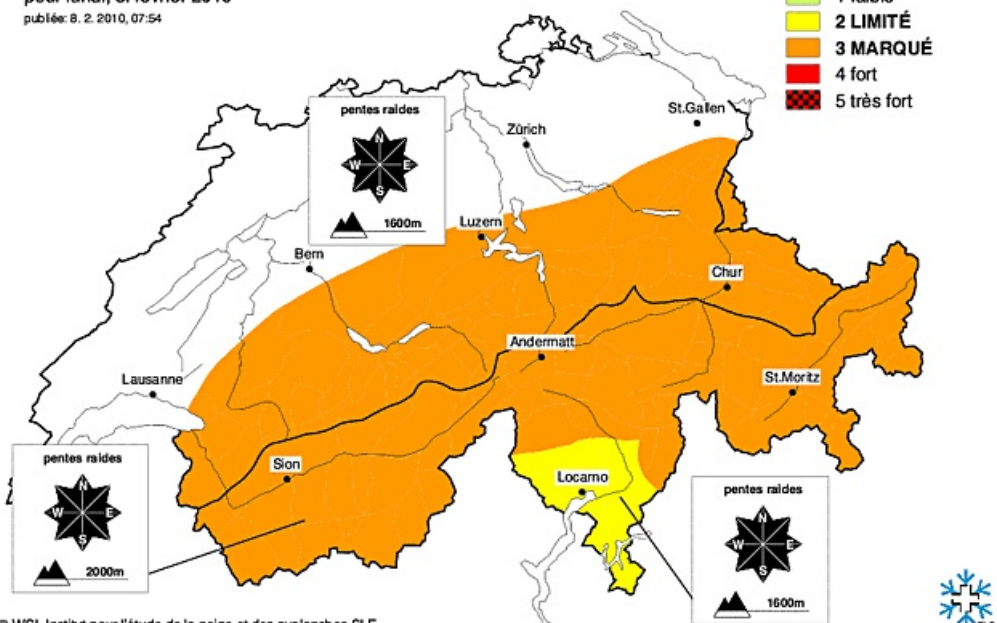 publiée: 8. 2. 2010, 07:54
2 LIMITÉ
3 MARQUÉ
4 fort
5 très fort
St.Gallen
Zürich
pentes raides
N
W E
S
1600m
Luzern
Bern
Chur
Andermatt
St.Moritz
Lausanne
pentes raides
N
W E
S
2000m
Sion
Locarno
pentes raides
N
W E
S
1600m